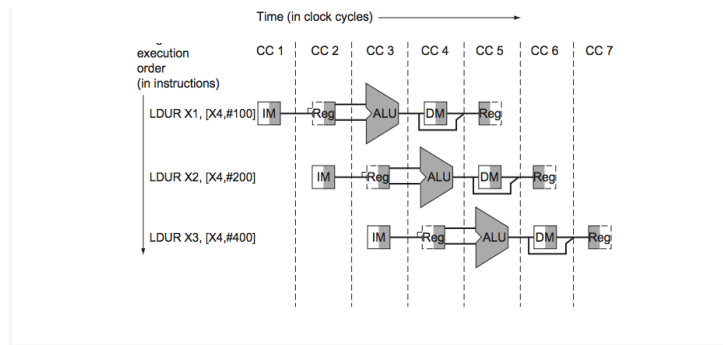 Time (in clock cycles)
execution
order
(in instructions)
CC 1 CC 2 CC 3 CC 4 CC 5 CC 6 CC 7
LDUR X1, [X4,#100] IM Reg ALU DM Reg
LDUR X2, [X4,#200] IM Reg ALU DM Reg
LDUR X3, [X4,#400] IM Reg ALU DM Reg